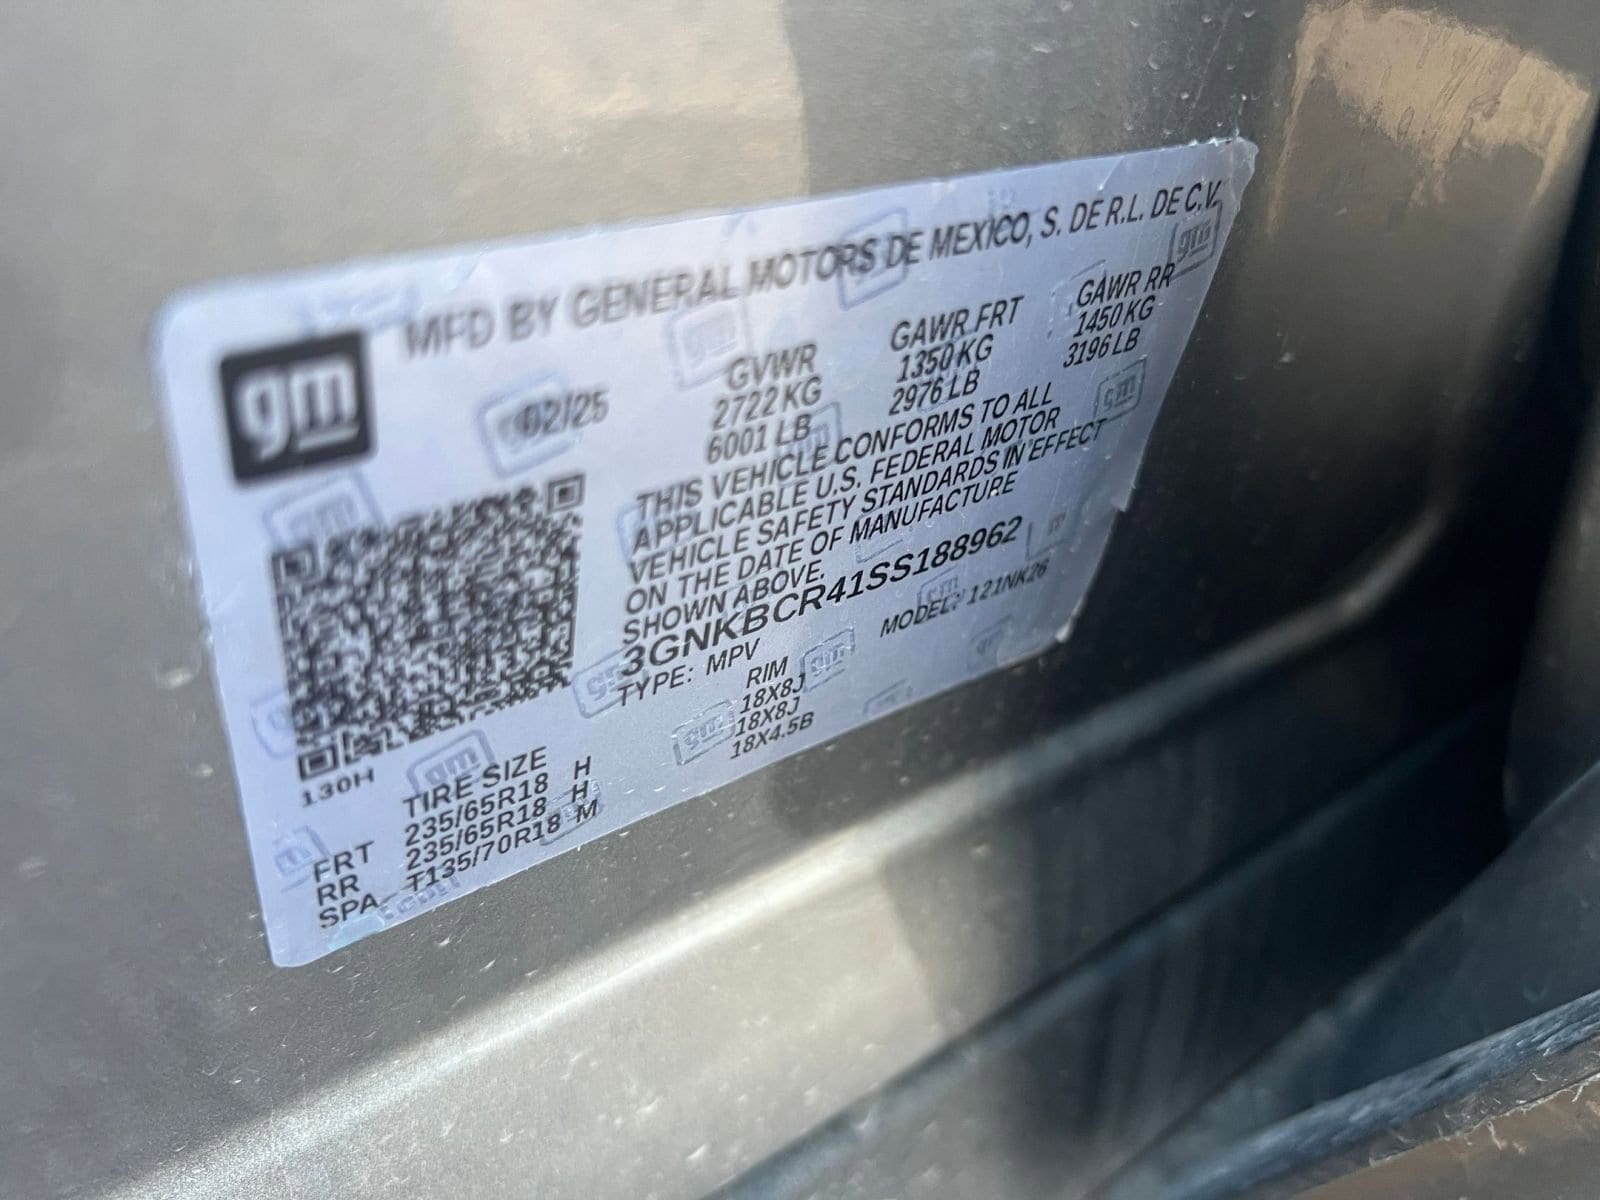 gm
MFD BY GENERAL MOTORS DE MEXICO, S. DE R.L. DE C.V.
02/25
GVWR GAWR FRT GAWR RR
2722 KG 1350 KG 1450 KG
6001 LB 2976 LB 3196 LB
THIS VEHICLE CONFORMS TO ALL
APPLICABLE U.S. FEDERAL MOTOR
VEHICLE SAFETY STANDARDS IN EFFECT
ON THE DATE OF MANUFACTURE
SHOWN ABOVE.
3GNKBCR41SS188962
TYPE: MPV MODEL: 121NK26
130H
TIRE SIZE RIM
FRT 235/65R18 H 18X8J
RR 235/65R18 H 18X8J
SPA T135/70R18 M 18X4.5B